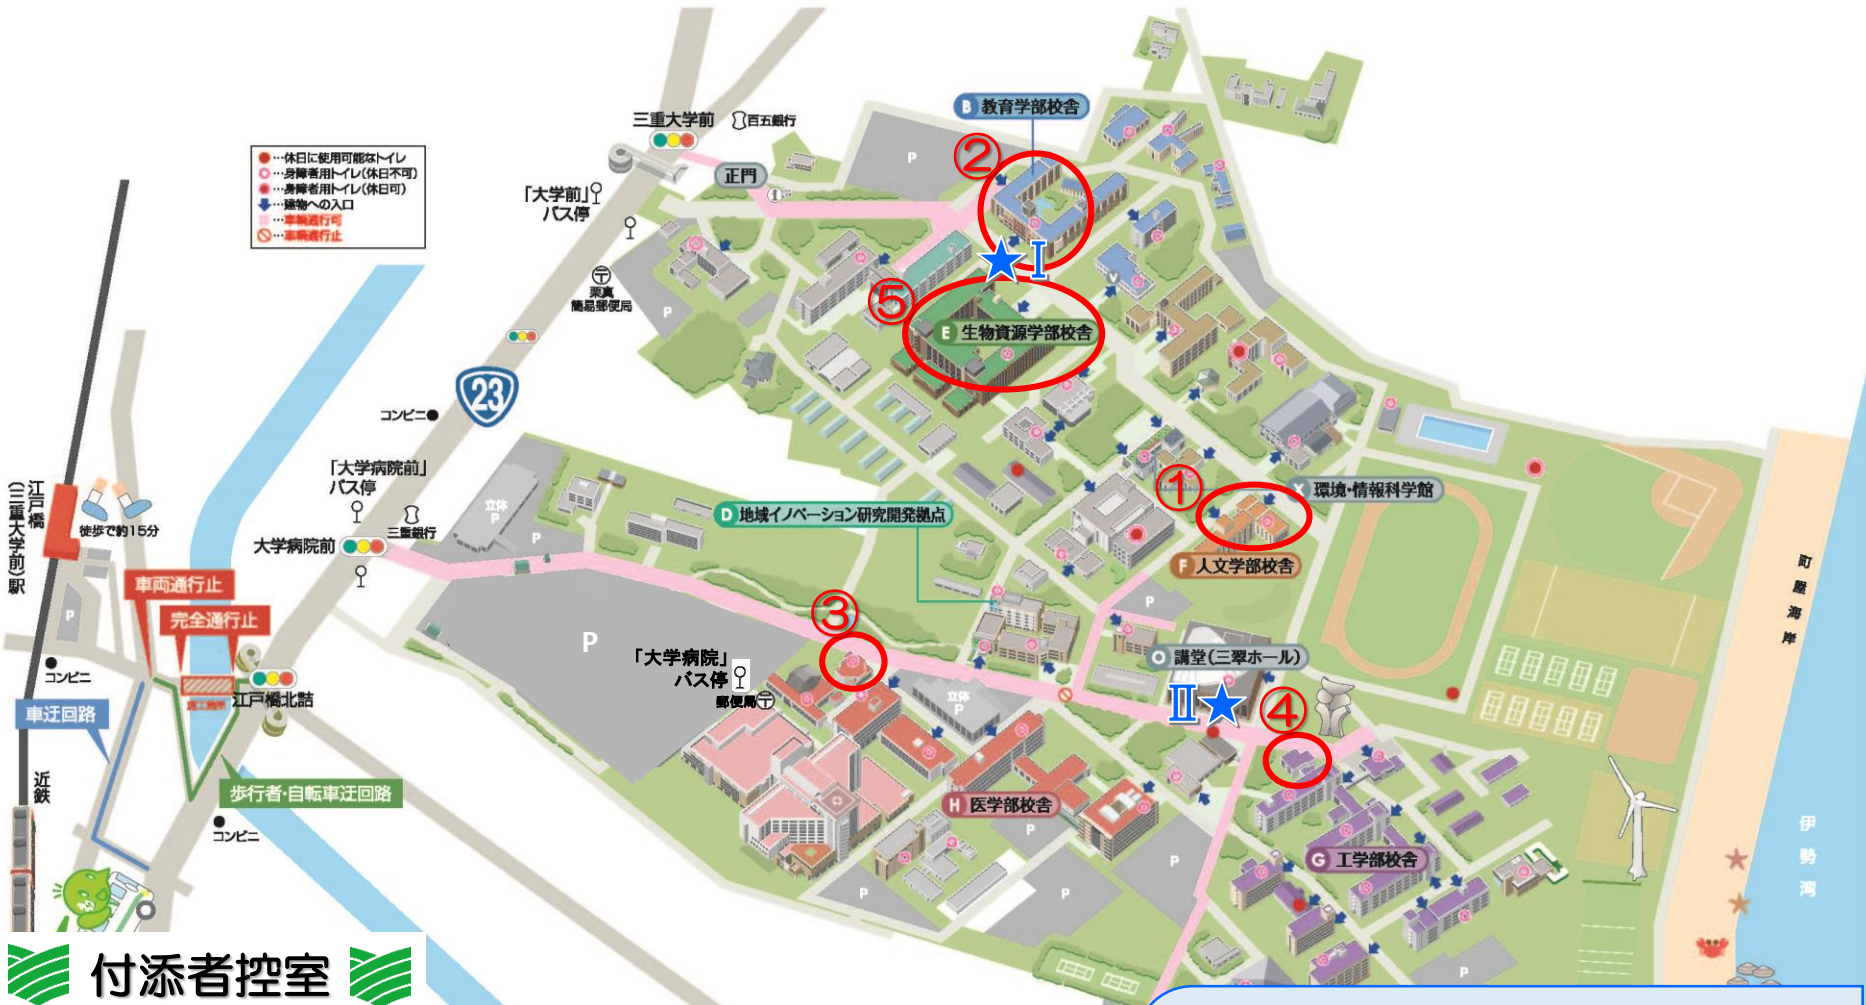 三重大学前
百五銀行
B 教育学部校舎
P
②
●…休日に使用可能なトイレ
…身障者用トイレ(休日不可)
…身障者用トイレ(休日可)
…建物への入口
…車輌通行可
…車輌通行止
正門
「大学前」
バス停
I
⑤
〒
栗真
簡易郵便局
P
E 生物資源学部校舎
23
コンビニ●
「大学病院前」
バス停
三重銀行
大学病院前
立体
P
P
江戸橋
(三重大学前)駅
徒歩で約15分
①
X 環境・情報科学館
D 地域イノベーション研究開発拠点
F 人文学部校舎
P
町屋海岸
車両通行止
完全通行止
P
③
P
「大学病院」
バス停
郵便局〒
O 講堂(三翠ホール)
コンビニ
江戸橋北詰
車迂回路
立体
P
II
④
近鉄
歩行者・自転車迂回路
コンビニ
H 医学部校舎
P
P
G 工学部校舎
伊勢湾
P
P
P
付添者控室